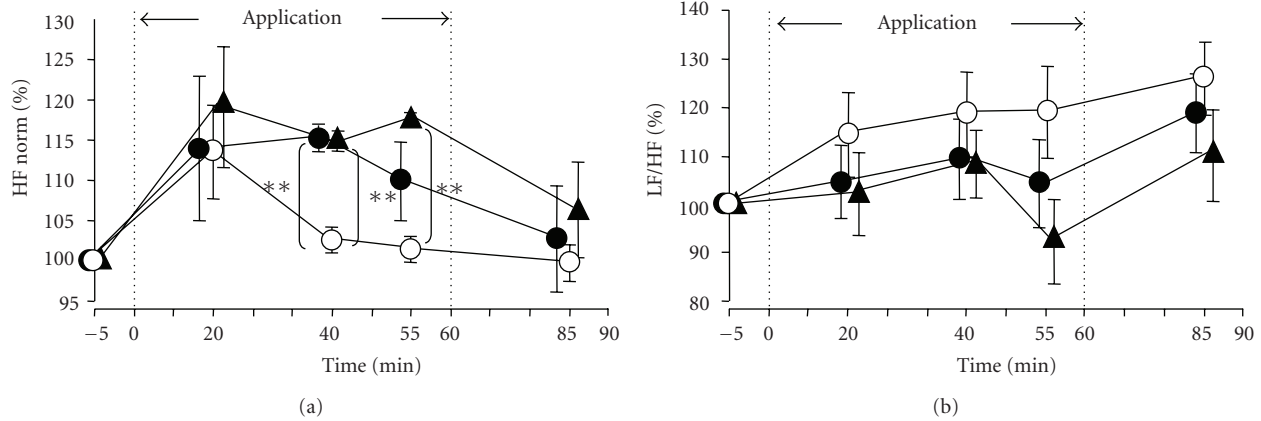 Application
HF norm (%)
130
125
120
115
110
105
100
95
**
**
**
−5 0 20 40 55 60 85 90
Time (min)
(a)
Application
LF/HF (%)
140
130
120
110
100
90
80
−5 0 20 40 55 60 85 90
Time (min)
(b)